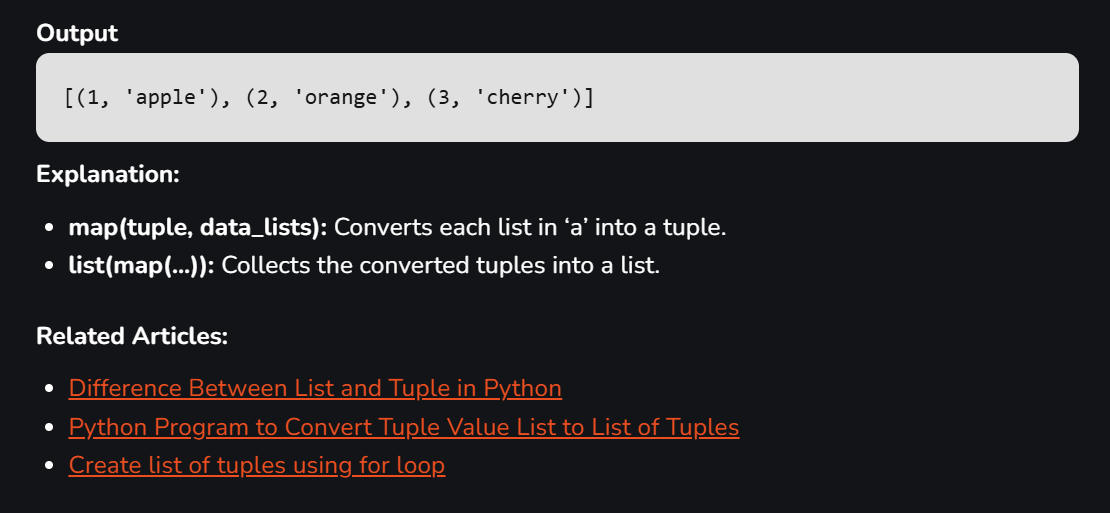 Output
[(1, 'apple'), (2, 'orange'), (3, 'cherry')]
Explanation:
• map(tuple, data_lists): Converts each list in ‘a’ into a tuple.
• list(map(...)): Collects the converted tuples into a list.
Related Articles:
• Difference Between List and Tuple in Python
• Python Program to Convert Tuple Value List to List of Tuples
• Create list of tuples using for loop